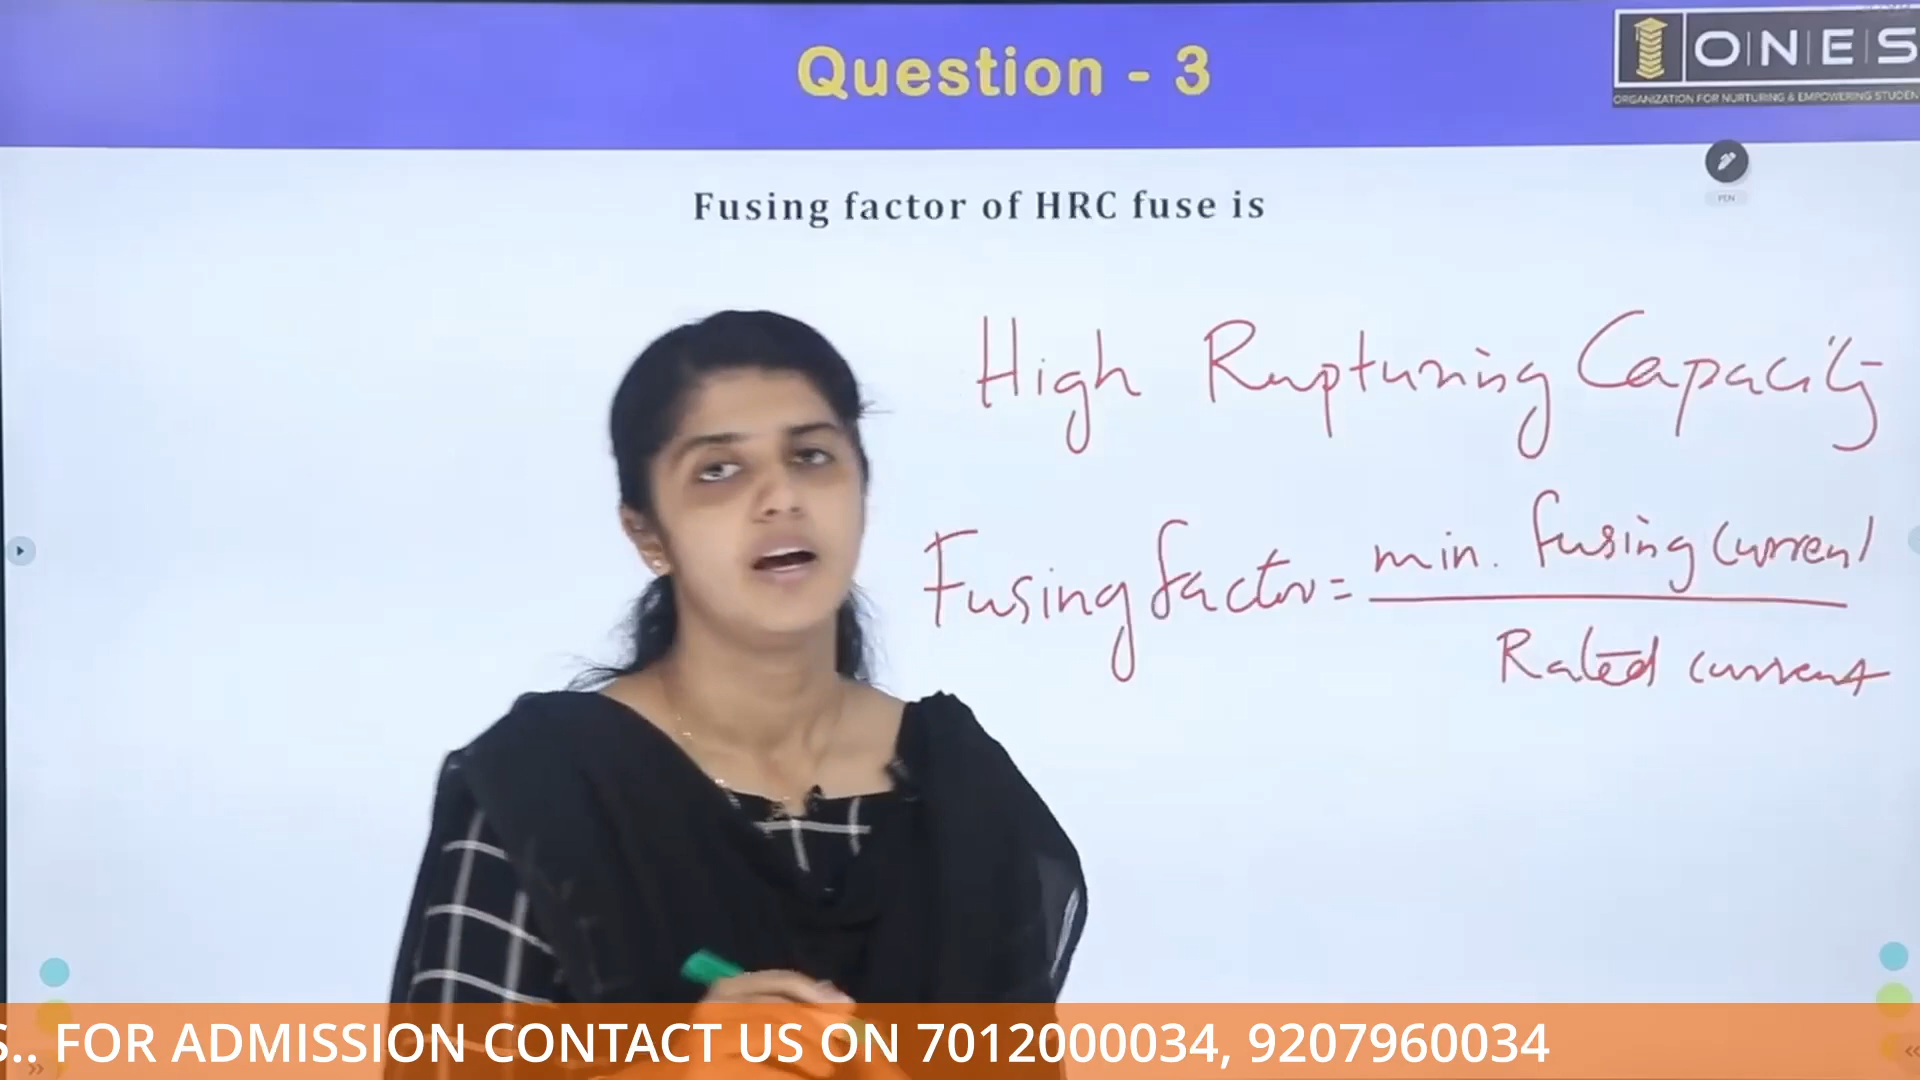 Question - 3
ONES
ORGANIZATION FOR NURTURING & EMPOWERING STUDEN
PEN
Fusing factor of HRC fuse is
High Rupturing Capacity
Fusing factor = min. fusing current
Rated current
S.. FOR ADMISSION CONTACT US ON 7012000034, 9207960034